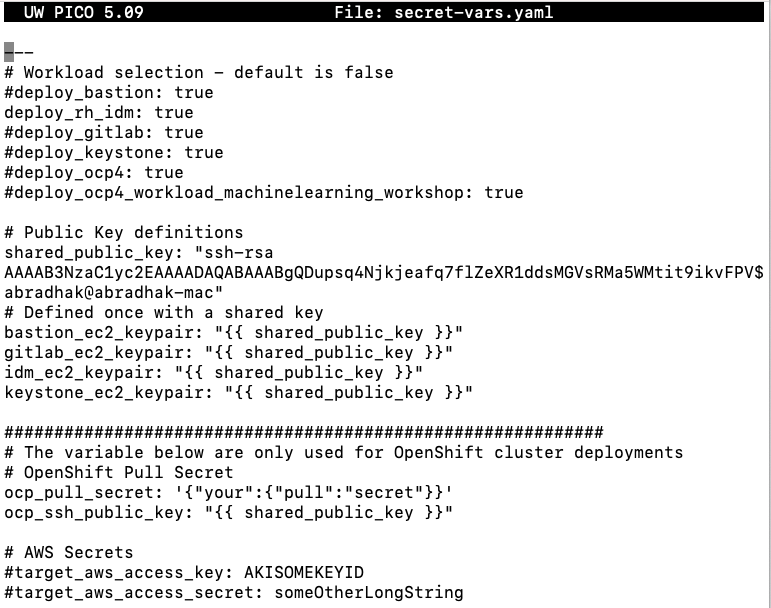 UW PICO 5.09 File: secret-vars.yaml
---
# Workload selection - default is false
#deploy_bastion: true
deploy_rh_idm: true
#deploy_gitlab: true
#deploy_keystone: true
#deploy_ocp4: true
#deploy_ocp4_workload_machinelearning_workshop: true
# Public Key definitions
shared_public_key: "ssh-rsa
AAAAB3NzaC1yc2EAAAADAQABAAABgQDupsq4Njkjeafq7flZeXR1ddsMGVsRMa5WMtit9ikvFPV$
abradhak@abradhak-mac"
# Defined once with a shared key
bastion_ec2_keypair: "{{ shared_public_key }}"
gitlab_ec2_keypair: "{{ shared_public_key }}"
idm_ec2_keypair: "{{ shared_public_key }}"
keystone_ec2_keypair: "{{ shared_public_key }}"
############################################################
# The variable below are only used for OpenShift cluster deployments
# OpenShift Pull Secret
ocp_pull_secret: '{"your":{"pull":"secret"}}'
ocp_ssh_public_key: "{{ shared_public_key }}"
# AWS Secrets
#target_aws_access_key: AKISOMEKEYID
#target_aws_access_secret: someOtherLongString